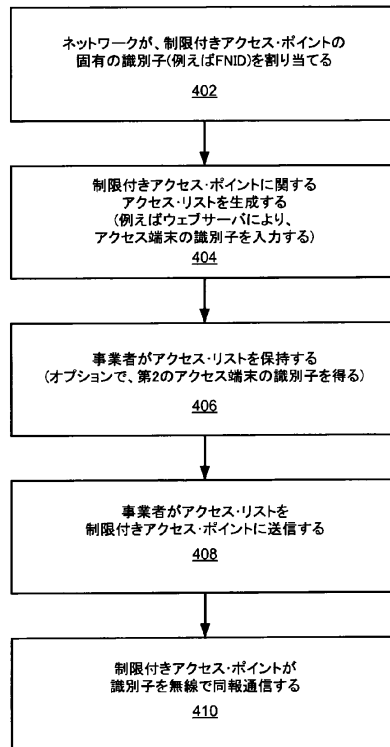 ネットワークが、制限付きアクセス・ポイントの
固有の識別子(例えばFNID)を割り当てる
402
制限付きアクセス・ポイントに関する
アクセス・リストを生成する
(例えばウェブサーバにより、
アクセス端末の識別子を入力する)
404
事業者がアクセス・リストを保持する
(オプションで、第2のアクセス端末の識別子を得る)
406
事業者がアクセス・リストを
制限付きアクセス・ポイントに送信する
408
制限付きアクセス・ポイントが
識別子を無線で同報通信する
410